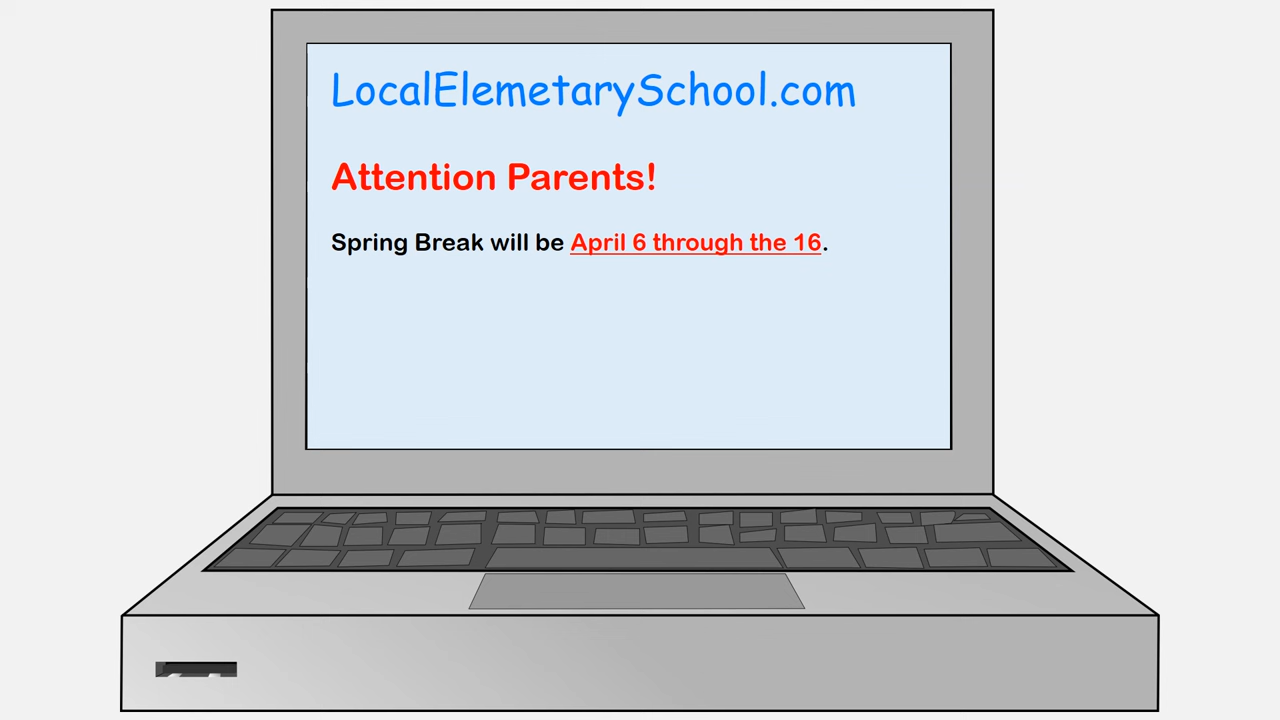 LocalElemetarySchool.com
Attention Parents!
Spring Break will be April 6 through the 16.